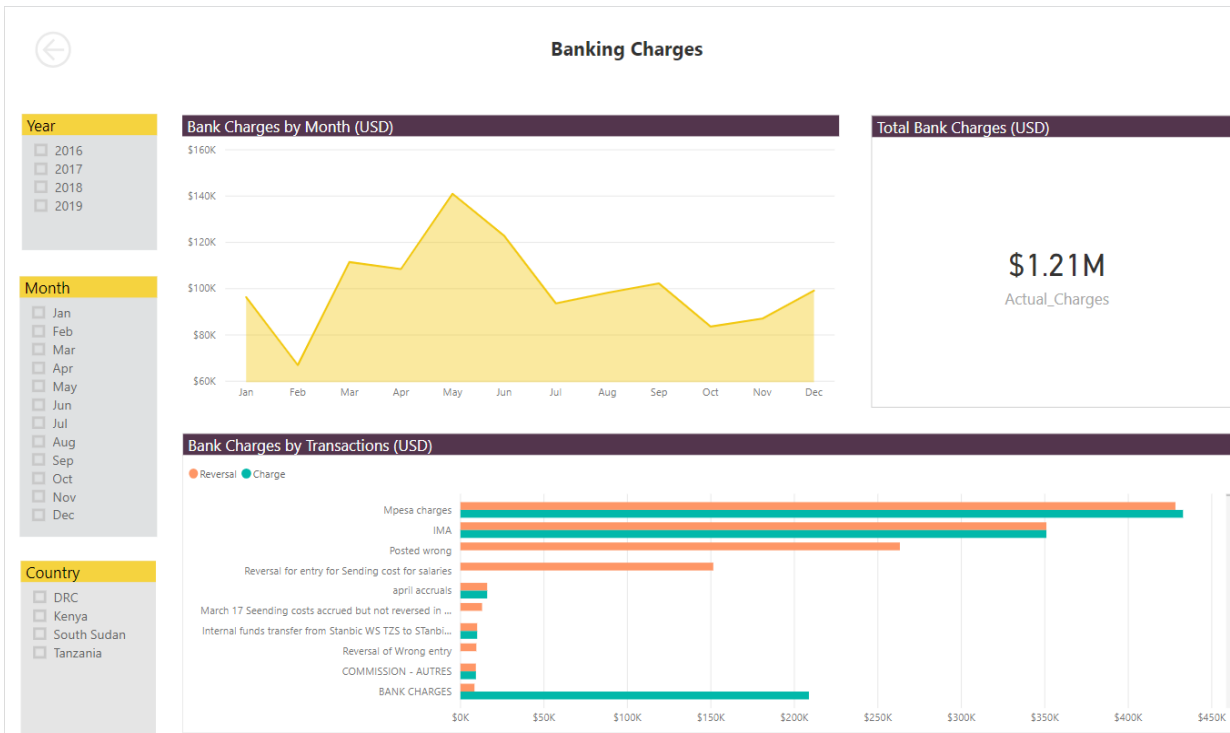 Banking Charges
Year
2016
2017
2018
2019
Month
Jan
Feb
Mar
Apr
May
Jun
Jul
Aug
Sep
Oct
Nov
Dec
Country
DRC
Kenya
South Sudan
Tanzania
Bank Charges by Month (USD)
$160K
$140K
$120K
$100K
$80K
$60K
Jan Feb Mar Apr May Jun Jul Aug Sep Oct Nov Dec
Total Bank Charges (USD)
$1.21M
Actual_Charges
Bank Charges by Transactions (USD)
Reversal Charge
Mpesa charges
IMA
Posted wrong
Reversal for entry for Sending cost for salaries
april accruals
March 17 Seending costs accrued but not reversed in ...
Internal funds transfer from Stanbic WS TZS to STanbi...
Reversal of Wrong entry
COMMISSION - AUTRES
BANK CHARGES
$0K $50K $100K $150K $200K $250K $300K $350K $400K $450K